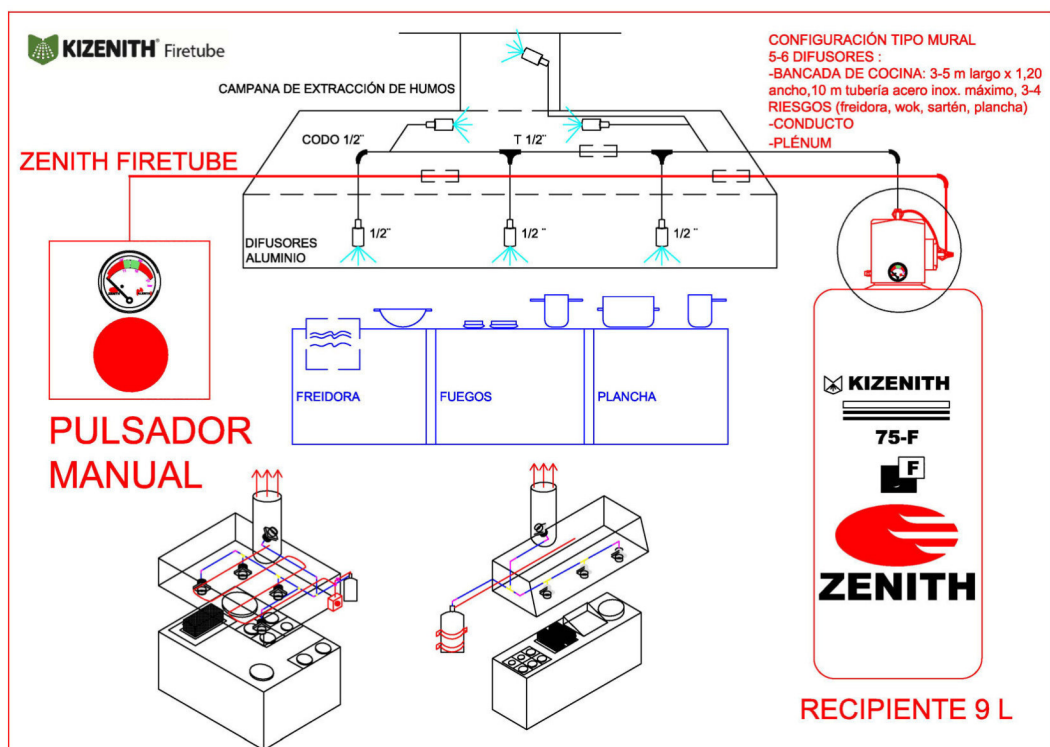 KIZENITH® Firetube
CONFIGURACIÓN TIPO MURAL
5-6 DIFUSORES :
-BANCADA DE COCINA: 3-5 m largo x 1,20
ancho,10 m tubería acero inox. máximo, 3-4
RIESGOS (freidora, wok, sartén, plancha)
-CONDUCTO
-PLÉNUM
CAMPANA DE EXTRACCIÓN DE HUMOS
CODO 1/2¨
T 1/2¨
ZENITH FIRETUBE
1/2¨
1/2 ¨
1/2 ¨
DIFUSORES
ALUMINIO
FREIDORA
FUEGOS
PLANCHA
PULSADOR
MANUAL
KIZENITH
75-F
F
ZENITH
RECIPIENTE 9 L